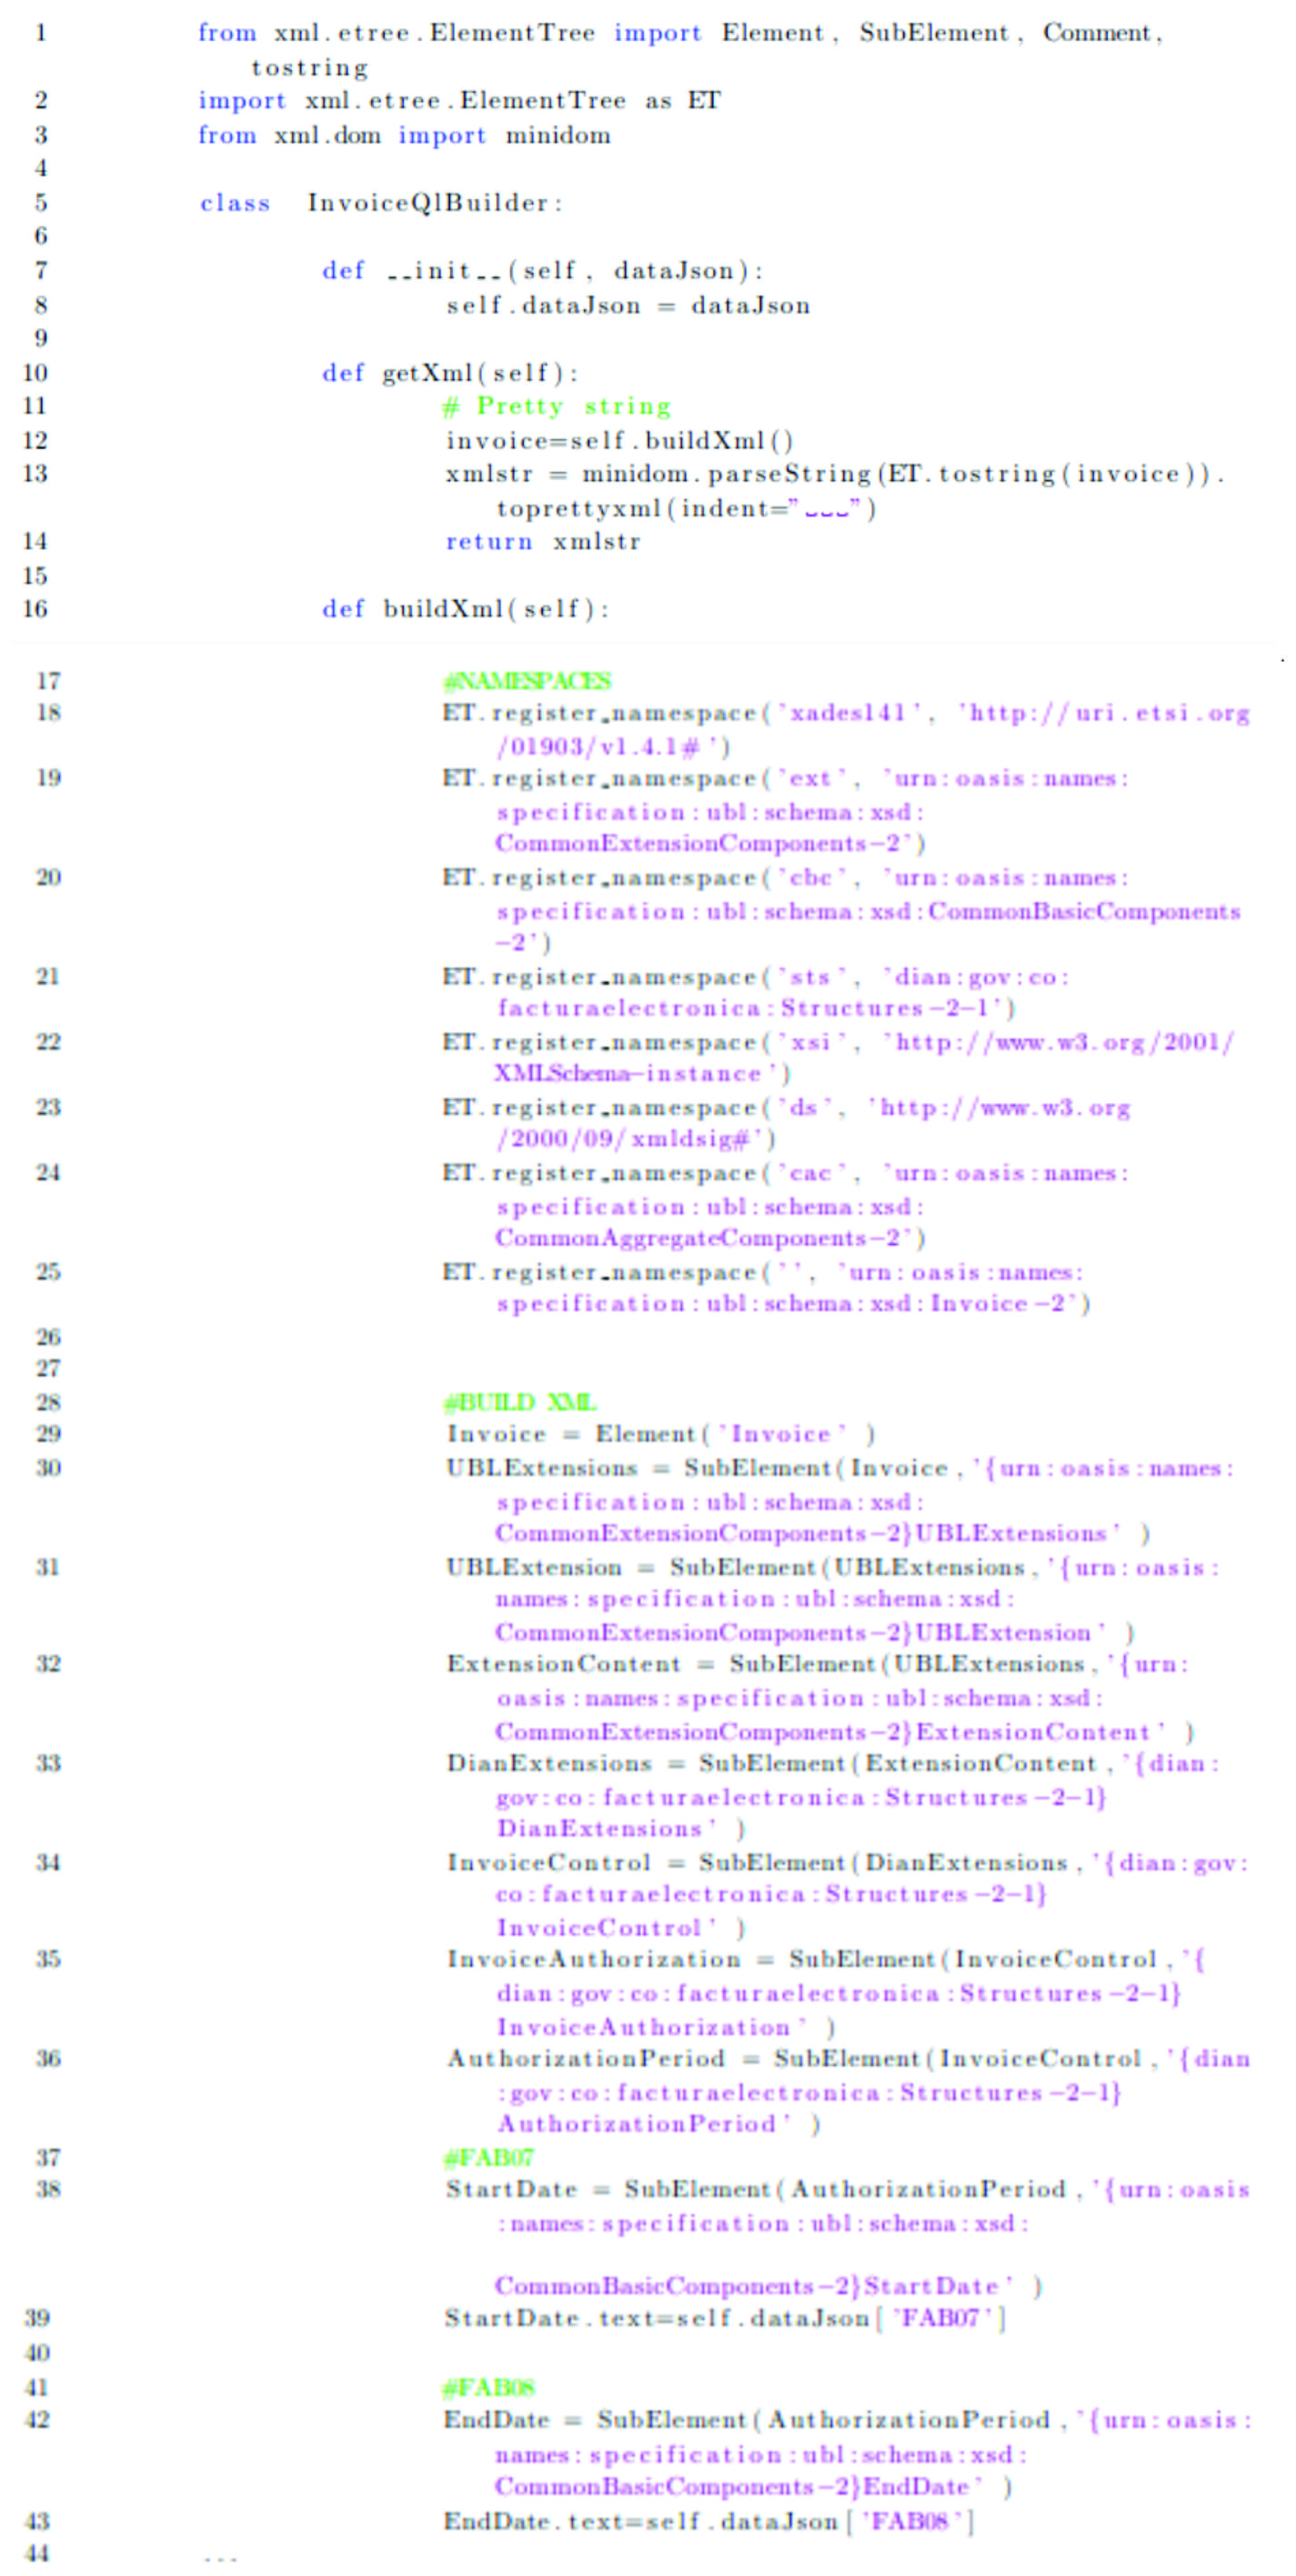 1 from xml.etree.ElementTree import Element, SubElement, Comment,
tostring
2 import xml.etree.ElementTree as ET
3 from xml.dom import minidom
4
5 class InvoiceQlBuilder:
6
7 def __init__(self, dataJson):
8 self.dataJson = dataJson
9
10 def getXml(self):
11 # Pretty string
12 invoice=self.buildXml()
13 xmlstr = minidom.parseString(ET.tostring(invoice)).
toprettyxml(indent="␣␣␣")
14 return xmlstr
15
16 def buildXml(self):
17 #NAMESPACES
18 ET.register_namespace('xades141', 'http://uri.etsi.org
/01903/v1.4.1#')
19 ET.register_namespace('ext', 'urn:oasis:names:
specification:ubl:schema:xsd:
CommonExtensionComponents-2')
20 ET.register_namespace('cbc', 'urn:oasis:names:
specification:ubl:schema:xsd:CommonBasicComponents
-2')
21 ET.register_namespace('sts', 'dian:gov:co:
facturaelectronica:Structures-2-1')
22 ET.register_namespace('xsi', 'http://www.w3.org/2001/
XMLSchema-instance')
23 ET.register_namespace('ds', 'http://www.w3.org
/2000/09/xmldsig#')
24 ET.register_namespace('cac', 'urn:oasis:names:
specification:ubl:schema:xsd:
CommonAggregateComponents-2')
25 ET.register_namespace('', 'urn:oasis:names:
specification:ubl:schema:xsd:Invoice-2')
26
27
28 #BUILD XML
29 Invoice = Element('Invoice' )
30 UBLExtensions = SubElement(Invoice,'{urn:oasis:names:
specification:ubl:schema:xsd:
CommonExtensionComponents-2}UBLExtensions' )
31 UBLExtension = SubElement(UBLExtensions,'{urn:oasis:
names:specification:ubl:schema:xsd:
CommonExtensionComponents-2}UBLExtension' )
32 ExtensionContent = SubElement(UBLExtensions,'{urn:
oasis:names:specification:ubl:schema:xsd:
CommonExtensionComponents-2}ExtensionContent' )
33 DianExtensions = SubElement(ExtensionContent,'{dian:
gov:co:facturaelectronica:Structures-2-1}
DianExtensions' )
34 InvoiceControl = SubElement(DianExtensions,'{dian:gov:
co:facturaelectronica:Structures-2-1}
InvoiceControl' )
35 InvoiceAuthorization = SubElement(InvoiceControl,'{
dian:gov:co:facturaelectronica:Structures-2-1}
InvoiceAuthorization' )
36 AuthorizationPeriod = SubElement(InvoiceControl,'{dian
:gov:co:facturaelectronica:Structures-2-1}
AuthorizationPeriod' )
37 #FAB07
38 StartDate = SubElement(AuthorizationPeriod,'{urn:oasis
:names:specification:ubl:schema:xsd:
CommonBasicComponents-2}StartDate' )
39 StartDate.text=self.dataJson['FAB07']
40
41 #FAB08
42 EndDate = SubElement(AuthorizationPeriod,'{urn:oasis:
names:specification:ubl:schema:xsd:
CommonBasicComponents-2}EndDate' )
43 EndDate.text=self.dataJson['FAB08']
44 ...